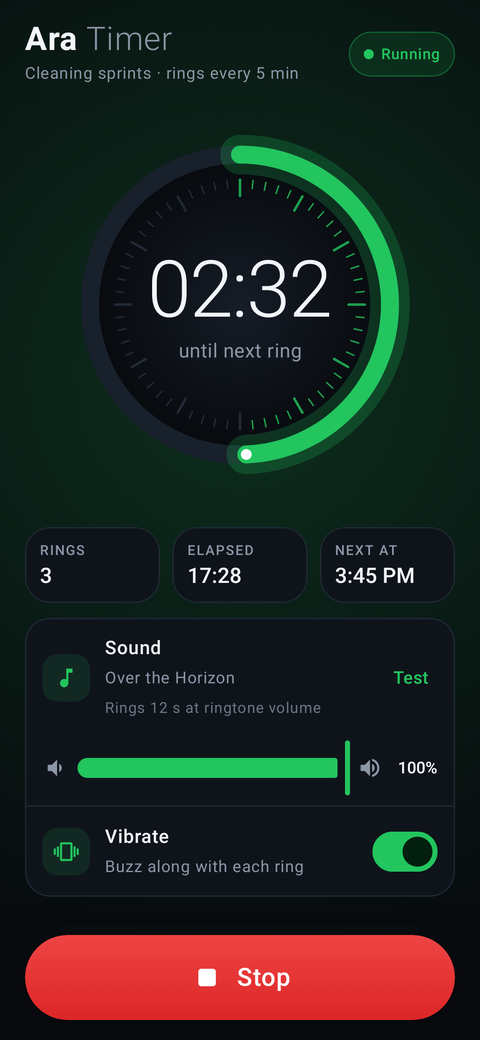 Ara Timer
Cleaning sprints · rings every 5 min
Running
02:32
until next ring
RINGS
3
ELAPSED
17:28
NEXT AT
3:45 PM
Sound
Over the Horizon
Test
Rings 12 s at ringtone volume
100%
Vibrate
Buzz along with each ring
Stop